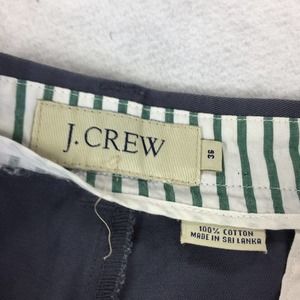 J.CREW
36
100% COTTON
MADE IN SRI LANKA